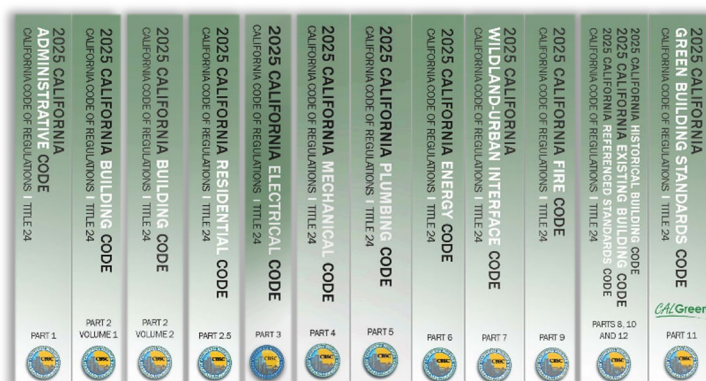 2025 CALIFORNIA
ADMINISTRATIVE CODE
CALIFORNIA CODE OF REGULATIONS | TITLE 24
PART 1
2025 CALIFORNIA BUILDING CODE
CALIFORNIA CODE OF REGULATIONS | TITLE 24
PART 2
VOLUME 1
2025 CALIFORNIA BUILDING CODE
CALIFORNIA CODE OF REGULATIONS | TITLE 24
PART 2
VOLUME 2
2025 CALIFORNIA RESIDENTIAL CODE
CALIFORNIA CODE OF REGULATIONS | TITLE 24
PART 2.5
2025 CALIFORNIA ELECTRICAL CODE
CALIFORNIA CODE OF REGULATIONS | TITLE 24
PART 3
2025 CALIFORNIA MECHANICAL CODE
CALIFORNIA CODE OF REGULATIONS | TITLE 24
PART 4
2025 CALIFORNIA PLUMBING CODE
CALIFORNIA CODE OF REGULATIONS | TITLE 24
PART 5
2025 CALIFORNIA ENERGY CODE
CALIFORNIA CODE OF REGULATIONS | TITLE 24
PART 6
2025 CALIFORNIA
WILDLAND-URBAN INTERFACE CODE
CALIFORNIA CODE OF REGULATIONS | TITLE 24
PART 7
2025 CALIFORNIA FIRE CODE
CALIFORNIA CODE OF REGULATIONS | TITLE 24
PART 9
2025 CALIFORNIA HISTORICAL BUILDING CODE
2025 CALIFORNIA EXISTING BUILDING CODE
2025 CALIFORNIA REFERENCED STANDARDS CODE
CALIFORNIA CODE OF REGULATIONS | TITLE 24
PARTS 8, 10
AND 12
2025 CALIFORNIA
GREEN BUILDING STANDARDS CODE
CALIFORNIA CODE OF REGULATIONS | TITLE 24
CALGreen
PART 11